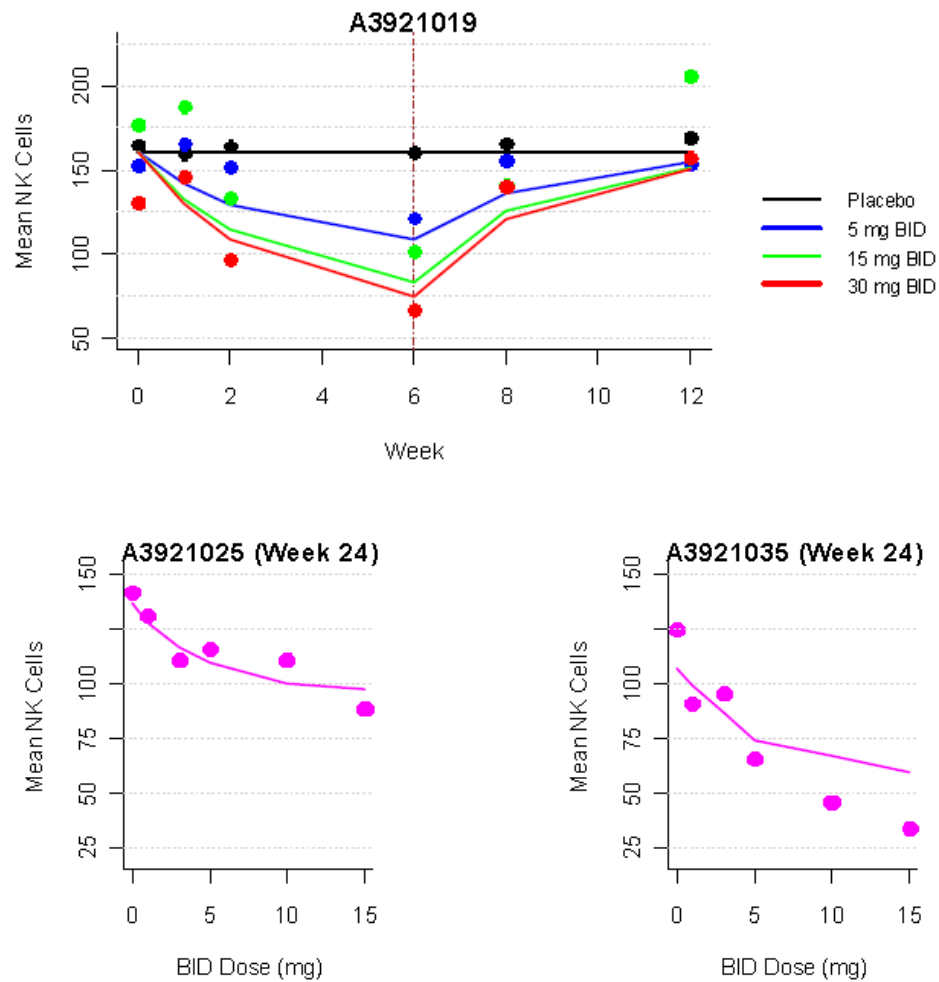 A3921019
Mean NK Cells
200
150
100
50
0 2 4 6 8 10 12
Week
Placebo
5 mg BID
15 mg BID
30 mg BID
A3921025 (Week 24)
Mean NK Cells
150
100
75
50
25
0 5 10 15
BID Dose (mg)
A3921035 (Week 24)
Mean NK Cells
150
100
75
50
25
0 5 10 15
BID Dose (mg)